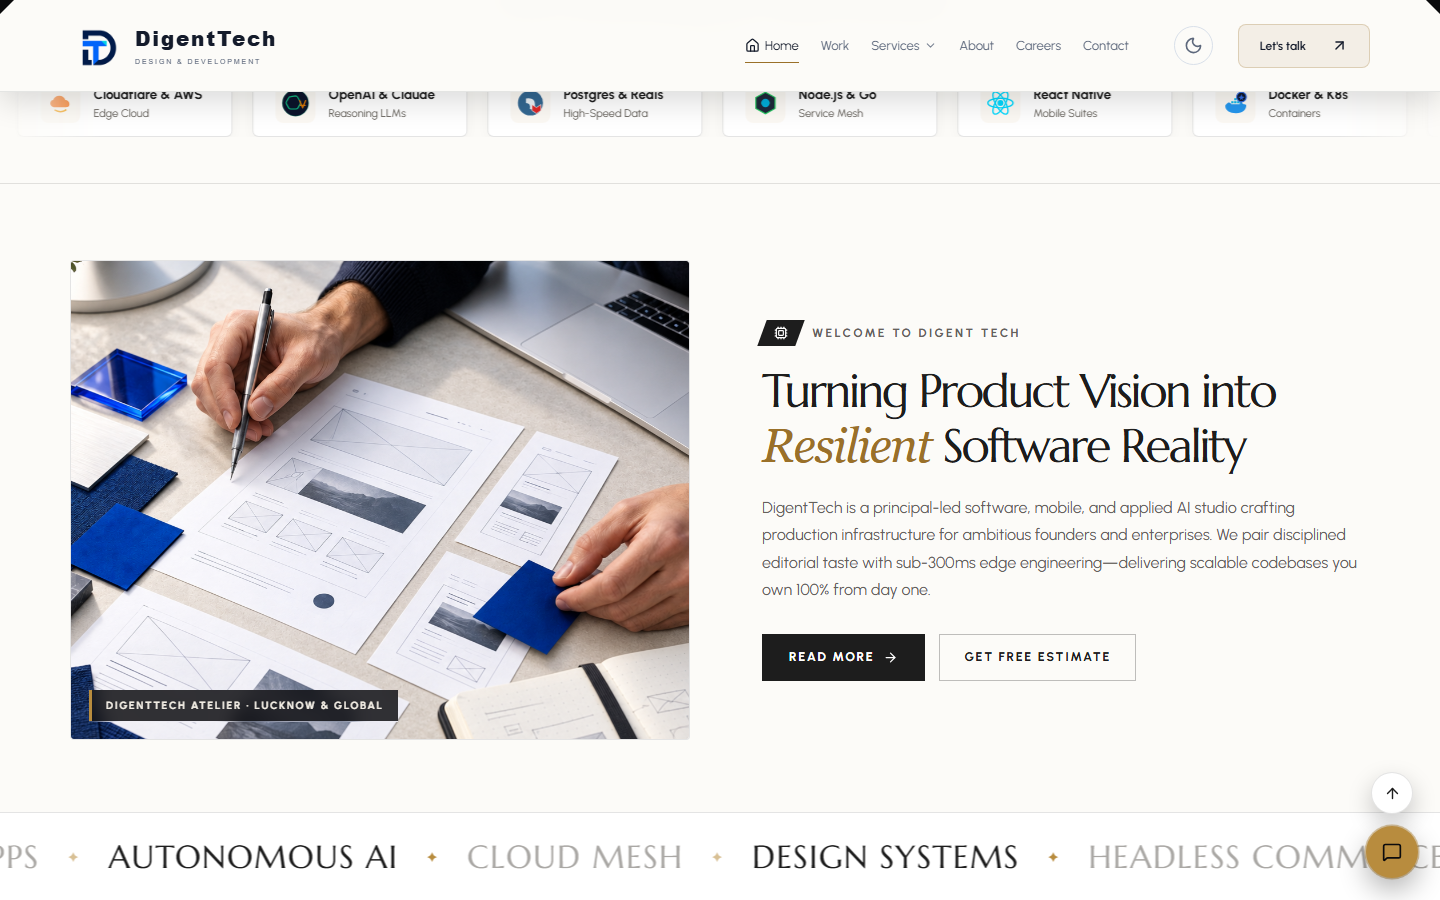 DigentTech
DESIGN & DEVELOPMENT
Home
Work
Services
About
Careers
Contact
Let's talk
Cloudflare & AWS
Edge Cloud
OpenAI & Claude
Reasoning LLMs
Postgres & Redis
High-Speed Data
Node.js & Go
Service Mesh
React Native
Mobile Suites
Docker & K8s
Containers
WELCOME TO DIGENT TECH
Turning Product Vision into
Resilient Software Reality
DigentTech is a principal-led software, mobile, and applied AI studio crafting
production infrastructure for ambitious founders and enterprises. We pair disciplined
editorial taste with sub-300ms edge engineering—delivering scalable codebases you
own 100% from day one.
READ MORE
GET FREE ESTIMATE
DIGENTTECH ATELIER · LUCKNOW & GLOBAL
PPS ✦ AUTONOMOUS AI ✦ CLOUD MESH ✦ DESIGN SYSTEMS ✦ HEADLESS COMM CE